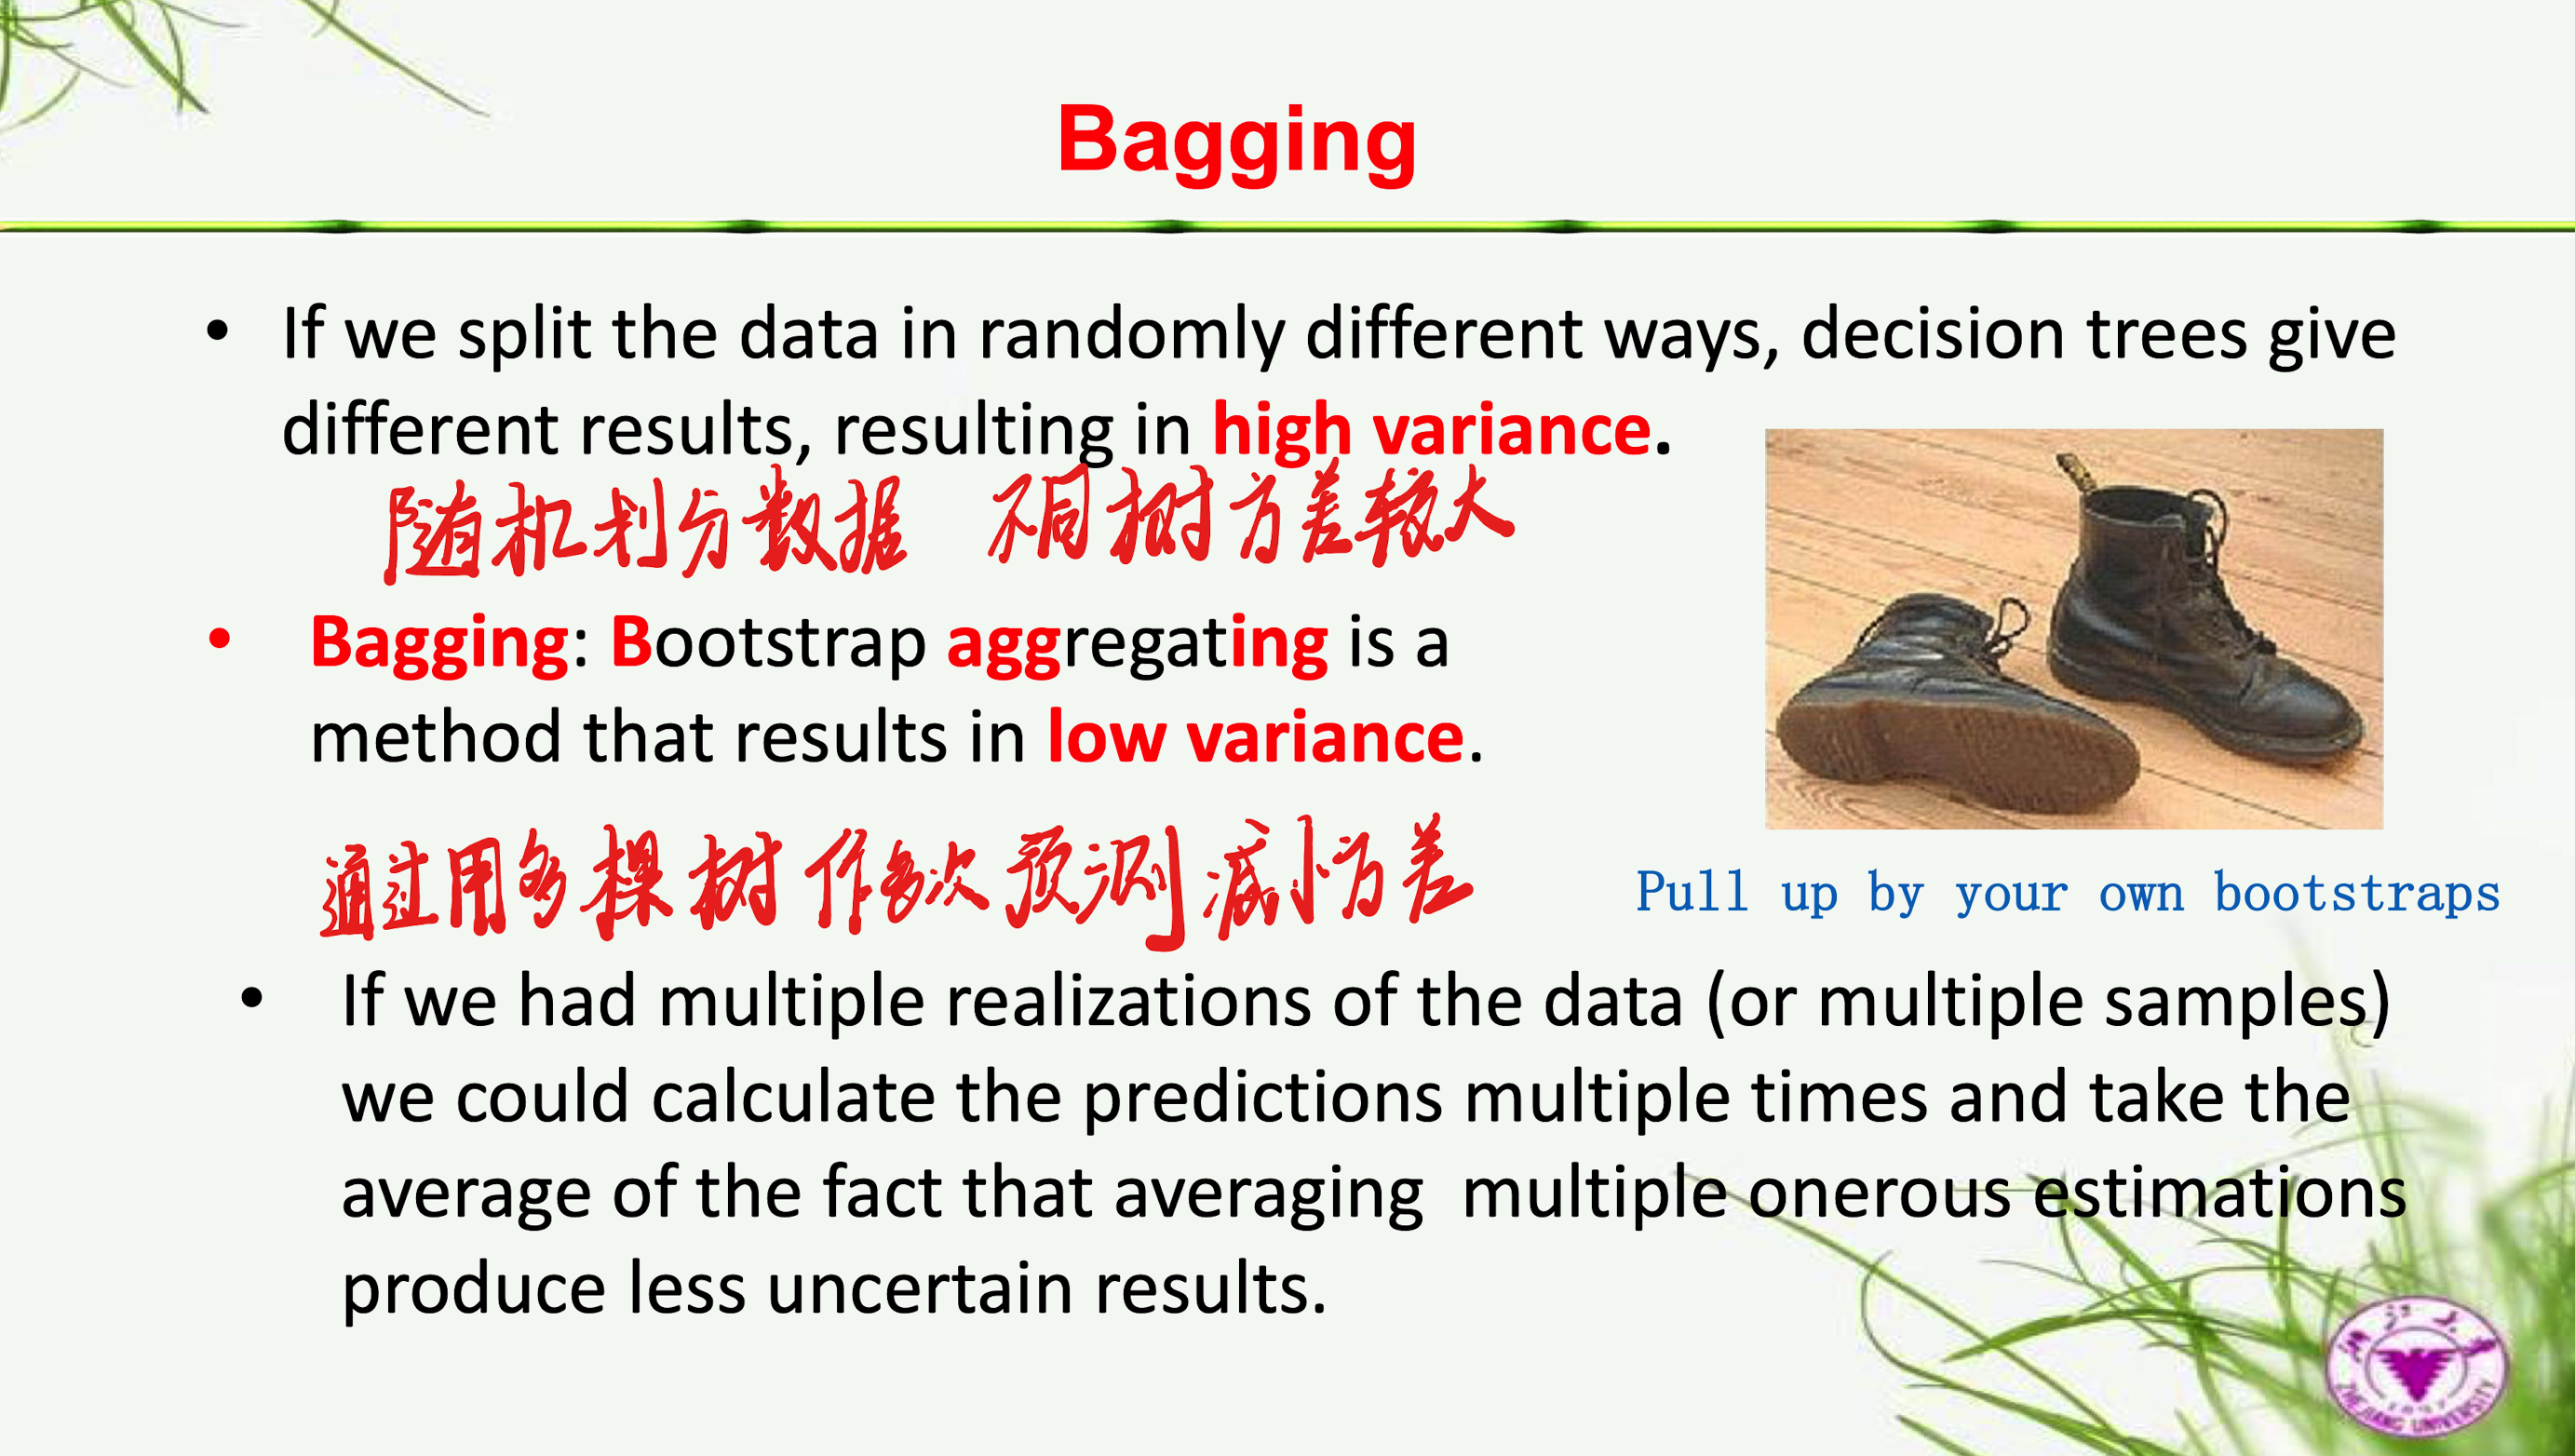 Bagging
• If we split the data in randomly different ways, decision trees give
different results, resulting in high variance.
随机划分数据 不同树方差较大
• Bagging: Bootstrap aggregating is a
method that results in low variance.
通过用多棵树作多次预测减小方差
Pull up by your own bootstraps
• If we had multiple realizations of the data (or multiple samples)
we could calculate the predictions multiple times and take the
average of the fact that averaging multiple onerous estimations
produce less uncertain results.
ZHEJIANG UNIVERSITY